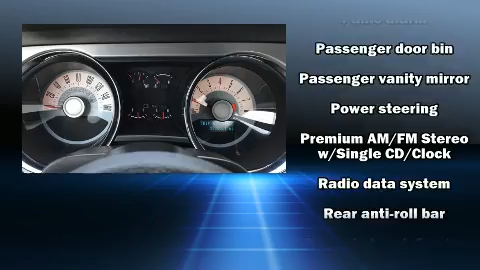 Passenger door bin
Passenger vanity mirror
Power steering
Premium AM/FM Stereo
w/Single CD/Clock
Radio data system
Rear anti-roll bar